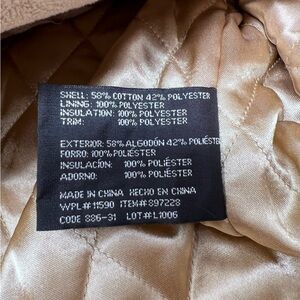 SHELL: 58% COTTON 42% POLYESTER
LINING: 100% POLYESTER
INSULATION: 100% POLYESTER
TRIM: 100% POLYESTER
EXTERIOR: 58% ALGODÓN 42% POLIÉSTE
FORRO: 100% POLIÉSTER
INSULACIÓN: 100% POLIÉSTER
ADORNO: 100% POLIÉSTER
MADE IN CHINA HECHO EN CHINA
WPL# 11590 ITEM# 897228
CODE 886-31 LOT# L1006